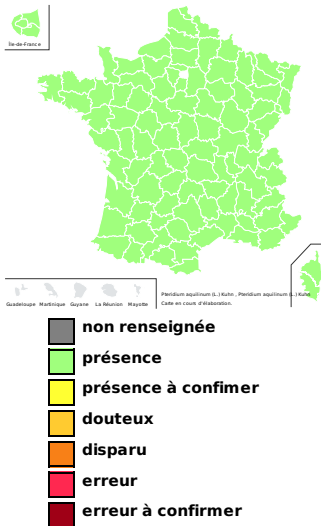 Île-de-France
Guadeloupe Martinique Guyane La Réunion Mayotte
Pteridium aquilinum (L.) Kuhn , Pteridium aquilinum (L.) Kuhn
Carte en cours d'élaboration.
non renseignée
présence
présence à confimer
douteux
disparu
erreur
erreur à confirmer